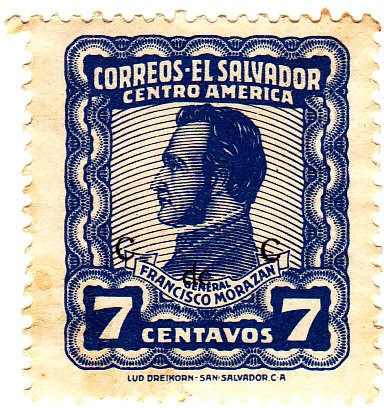 CORREOS-EL SALVADOR
CENTRO AMERICA
C de C
GENERAL
FRANCISCO MORAZAN
7 CENTAVOS 7
LUD DREIKORN-SAN-SALVADOR.C.A